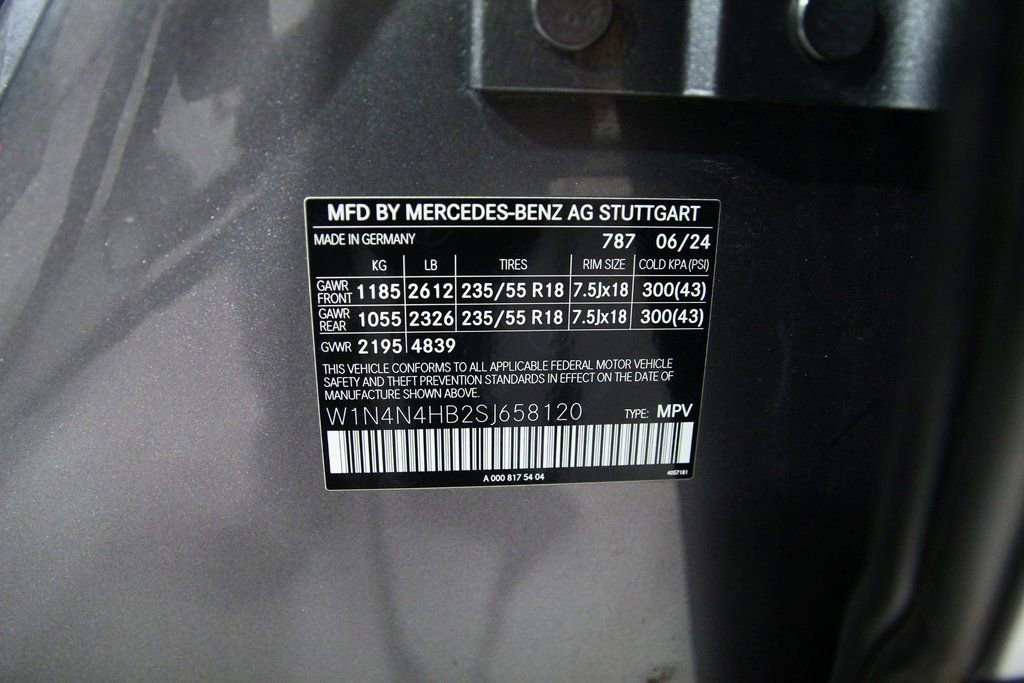 MFD BY MERCEDES-BENZ AG STUTTGART
MADE IN GERMANY 787 06/24
KG LB TIRES RIM SIZE COLD KPA(PSI)
GAWR FRONT 1185 2612 235/55 R18 7.5Jx18 300(43)
GAWR REAR 1055 2326 235/55 R18 7.5Jx18 300(43)
GVWR 2195 4839
THIS VEHICLE CONFORMS TO ALL APPLICABLE FEDERAL MOTOR VEHICLE
SAFETY AND THEFT PREVENTION STANDARDS IN EFFECT ON THE DATE OF
MANUFACTURE SHOWN ABOVE.
W1N4N4HB2SJ658120 TYPE: MPV
A 000 817 54 04 4057181